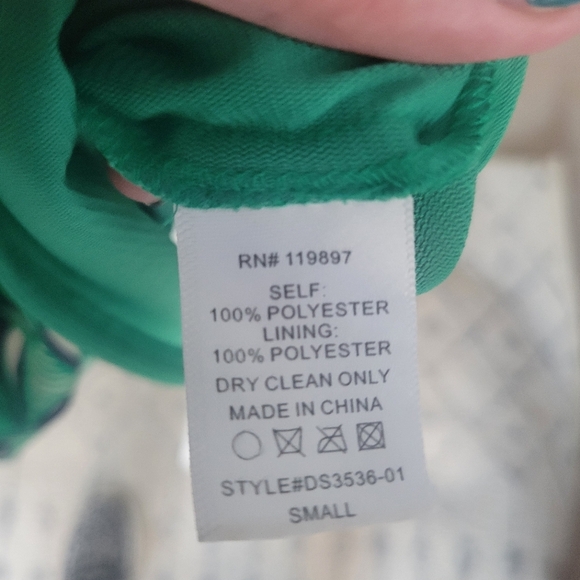 RN# 119897
SELF:
100% POLYESTER
LINING:
100% POLYESTER
DRY CLEAN ONLY
MADE IN CHINA
STYLE#DS3536-01
SMALL